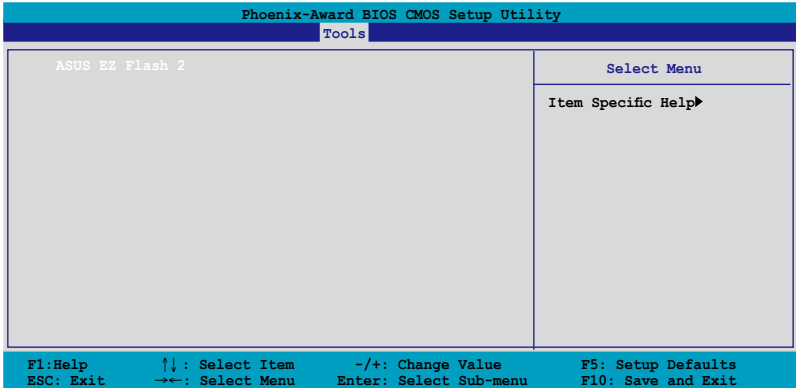 Phoenix-Award BIOS CMOS Setup Utility
Tools
ASUS EZ Flash 2
Select Menu
Item Specific Help▶
F1:Help ↑↓: Select Item -/+: Change Value F5: Setup Defaults
ESC: Exit →←: Select Menu Enter: Select Sub-menu F10: Save and Exit